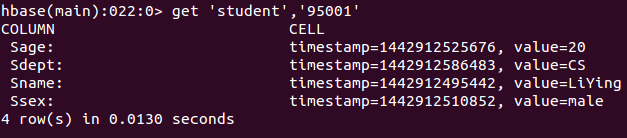 hbase(main):022:0> get 'student','95001'
COLUMN CELL
Sage: timestamp=1442912525676, value=20
Sdept: timestamp=1442912586483, value=CS
Sname: timestamp=1442912495442, value=LiYing
Ssex: timestamp=1442912510852, value=male
4 row(s) in 0.0130 seconds